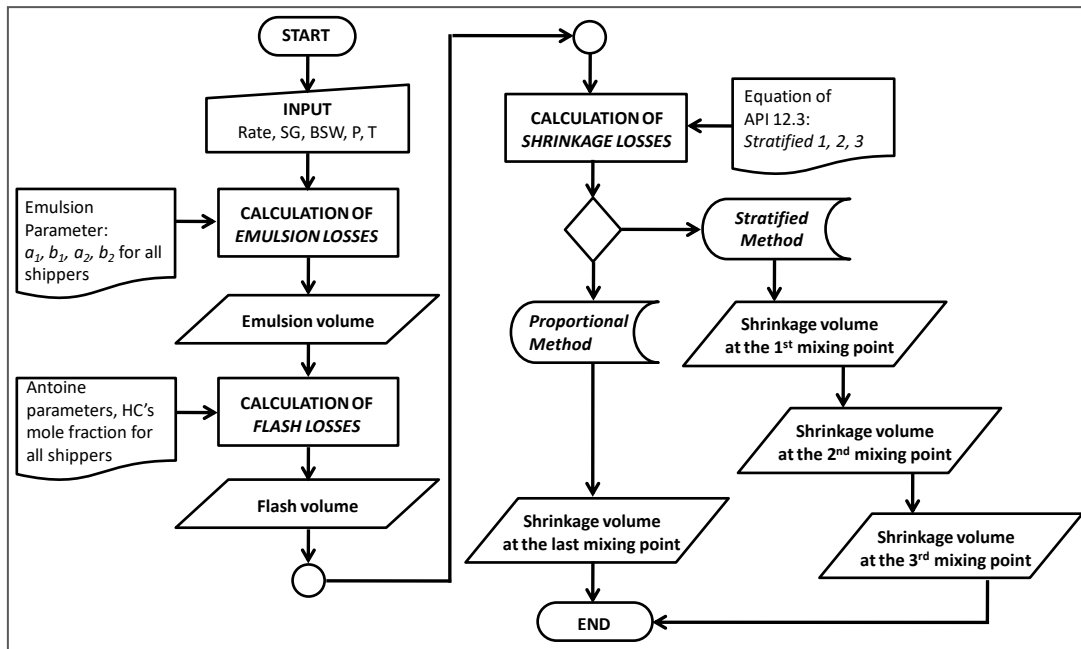 START
INPUT
Rate, SG, BSW, P, T
Emulsion
Parameter:
a1, b1, a2, b2 for all
shippers
CALCULATION OF
EMULSION LOSSES
Emulsion volume
Antoine
parameters, HC's
mole fraction for
all shippers
CALCULATION OF
FLASH LOSSES
Flash volume
CALCULATION OF
SHRINKAGE LOSSES
Equation of
API 12.3:
Stratified 1, 2, 3
Stratified
Method
Proportional
Method
Shrinkage volume
at the 1st mixing point
Shrinkage volume
at the 2nd mixing point
Shrinkage volume
at the last mixing point
Shrinkage volume
at the 3rd mixing point
END